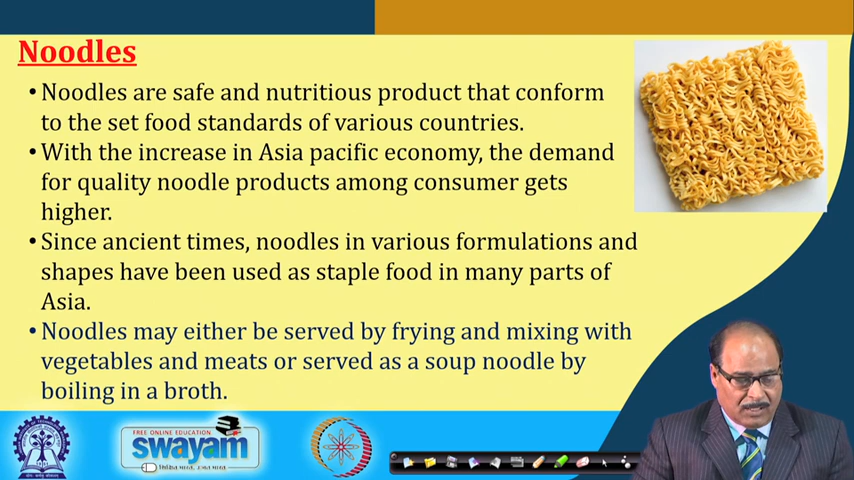 Noodles
• Noodles are safe and nutritious product that conform
to the set food standards of various countries.
• With the increase in Asia pacific economy, the demand
for quality noodle products among consumer gets
higher.
• Since ancient times, noodles in various formulations and
shapes have been used as staple food in many parts of
Asia.
• Noodles may either be served by frying and mixing with
vegetables and meats or served as a soup noodle by
boiling in a broth.
FREE ONLINE EDUCATION
swayam